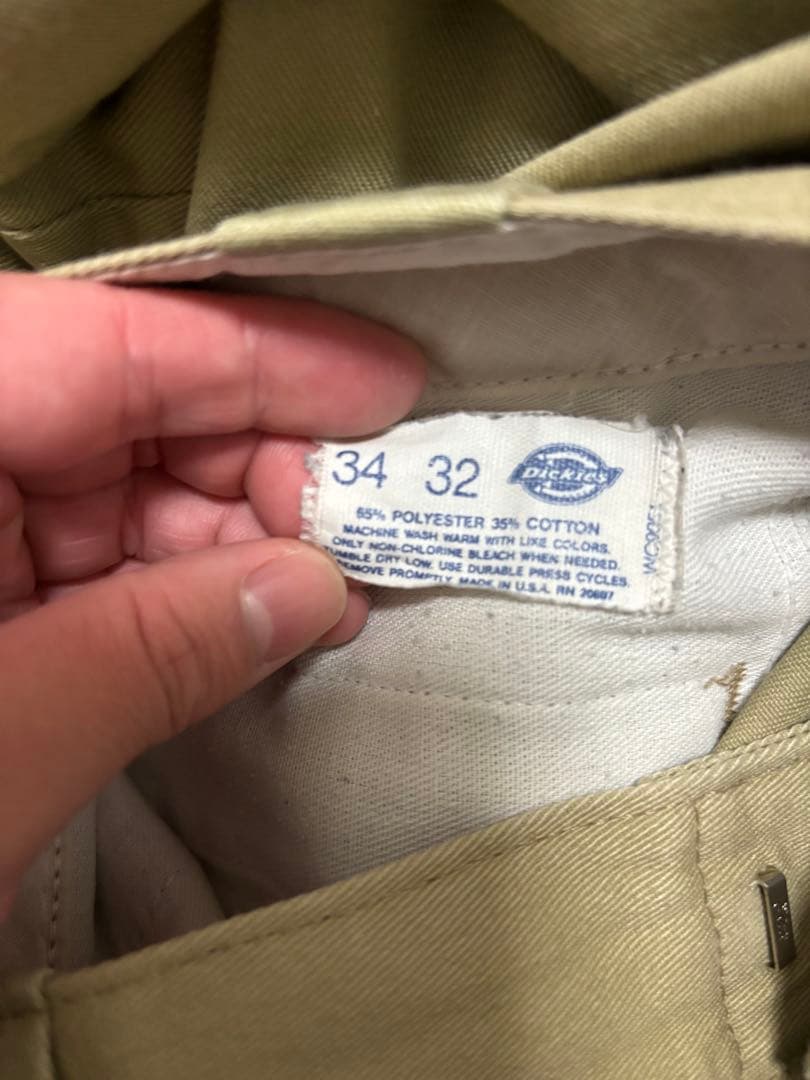 34 32 Dickies
65% POLYESTER 35% COTTON
MACHINE WASH WARM WITH LIKE COLORS.
ONLY NON-CHLORINE BLEACH WHEN NEEDED.
TUMBLE DRY LOW. USE DURABLE PRESS CYCLES.
REMOVE PROMPTLY. MADE IN U.S.A. RN 20697